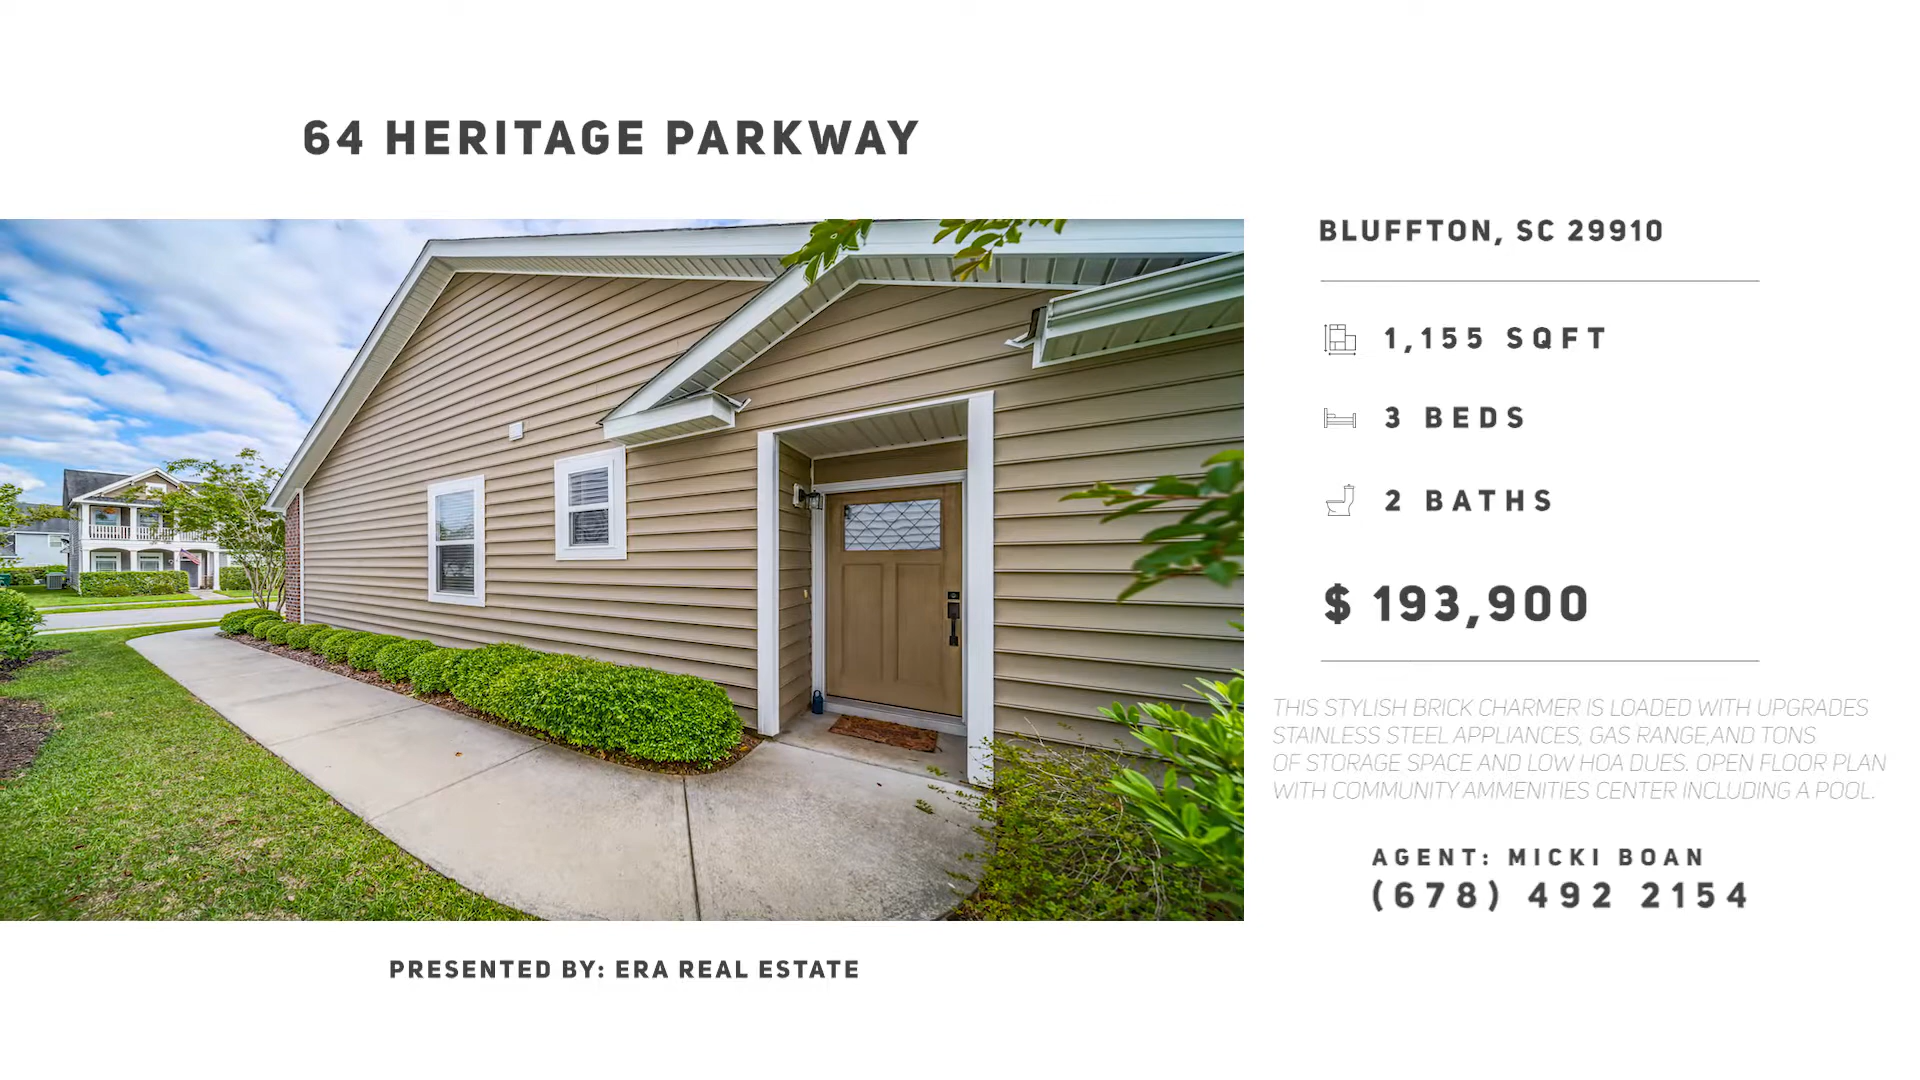 64 HERITAGE PARKWAY
BLUFFTON, SC 29910
1,155 SQFT
3 BEDS
2 BATHS
$ 193,900
THIS STYLISH BRICK CHARMER IS LOADED WITH UPGRADES
STAINLESS STEEL APPLIANCES, GAS RANGE,AND TONS
OF STORAGE SPACE AND LOW HOA DUES. OPEN FLOOR PLAN
WITH COMMUNITY AMMENITIES CENTER INCLUDING A POOL.
AGENT: MICKI BOAN
(678) 492 2154
PRESENTED BY: ERA REAL ESTATE